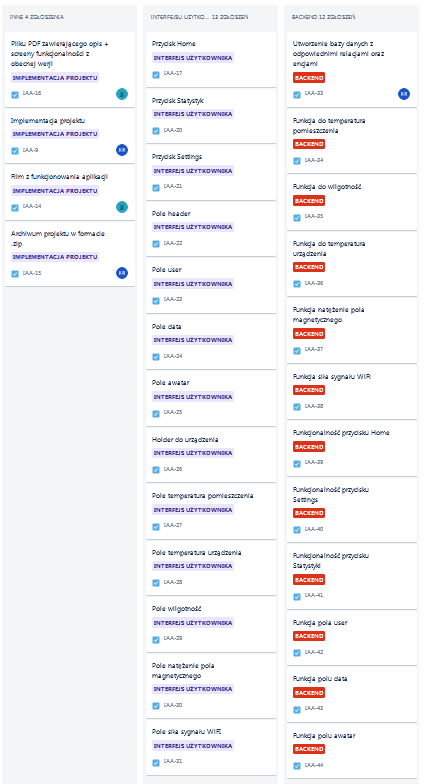 INNE 4 ZGŁOSZENIA
Pliku PDF zawierającego opis +
screeny funkcjonalności z
obecnej wersji
IMPLEMENTACJA PROJEKTU
IAA-16
Implementacja projektu
IMPLEMENTACJA PROJEKTU
IAA-9
KR
Film z funkcjonowania aplikacji
IMPLEMENTACJA PROJEKTU
IAA-14
Archiwum projektu w formacie
.zip
IMPLEMENTACJA PROJEKTU
IAA-15
KR
INTERFEJSU UŻYTKO... 13 ZGŁOSZEŃ
Przycisk Home
INTERFEJS UŻYTKOWNIKA
IAA-17
Przycisk Statystyk
INTERFEJS UŻYTKOWNIKA
IAA-20
Przycisk Settings
INTERFEJS UŻYTKOWNIKA
IAA-21
Pole header
INTERFEJS UŻYTKOWNIKA
IAA-22
Pole user
INTERFEJS UŻYTKOWNIKA
IAA-23
Pole data
INTERFEJS UŻYTKOWNIKA
IAA-24
Pole awatar
INTERFEJS UŻYTKOWNIKA
IAA-25
Holder do urządzenia
INTERFEJS UŻYTKOWNIKA
IAA-26
Pole temperatura pomieszczenia
INTERFEJS UŻYTKOWNIKA
IAA-27
Pole temperatura urządzenia
INTERFEJS UŻYTKOWNIKA
IAA-28
Pole wilgotność
INTERFEJS UŻYTKOWNIKA
IAA-29
Pole natężenie pola
magnetycznego
INTERFEJS UŻYTKOWNIKA
IAA-30
Pole siła sygnału WIFI
INTERFEJS UŻYTKOWNIKA
IAA-31
BACKEND 12 ZGŁOSZEŃ
Utworzenie bazy danych z
odpowiednimi relacjami oraz
encjami
BACKEND
IAA-33
KR
Funkcja do temperatura
pomieszczenia
BACKEND
IAA-34
Funkcja do wilgotność
BACKEND
IAA-35
Funkcja do temperatura
urządzenia
BACKEND
IAA-36
Funkcja natężenie pola
magnetycznego
BACKEND
IAA-37
Funkcja siła sygnału WIFI
BACKEND
IAA-38
Funkcjonalność przycisku Home
BACKEND
IAA-39
Funkcjonalność przycisku
Settings
BACKEND
IAA-40
Funkcjonalność przycisku
Statystyki
BACKEND
IAA-41
Funkcja pola user
BACKEND
IAA-42
Funkcja polu data
BACKEND
IAA-43
Funkcja polu awatar
BACKEND
IAA-44